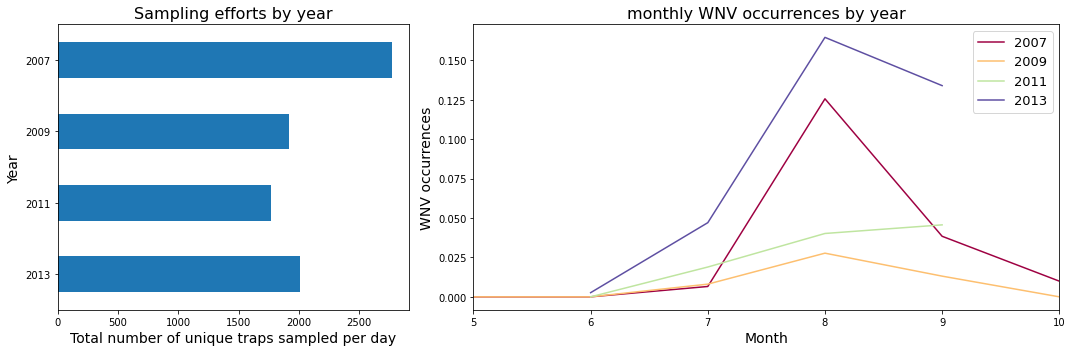 Sampling efforts by year
Year
2007
2009
2011
2013
0 500 1000 1500 2000 2500
Total number of unique traps sampled per day
monthly WNV occurrences by year
WNV occurrences
0.150
0.125
0.100
0.075
0.050
0.025
0.000
5 6 7 8 9 10
Month
2007
2009
2011
2013